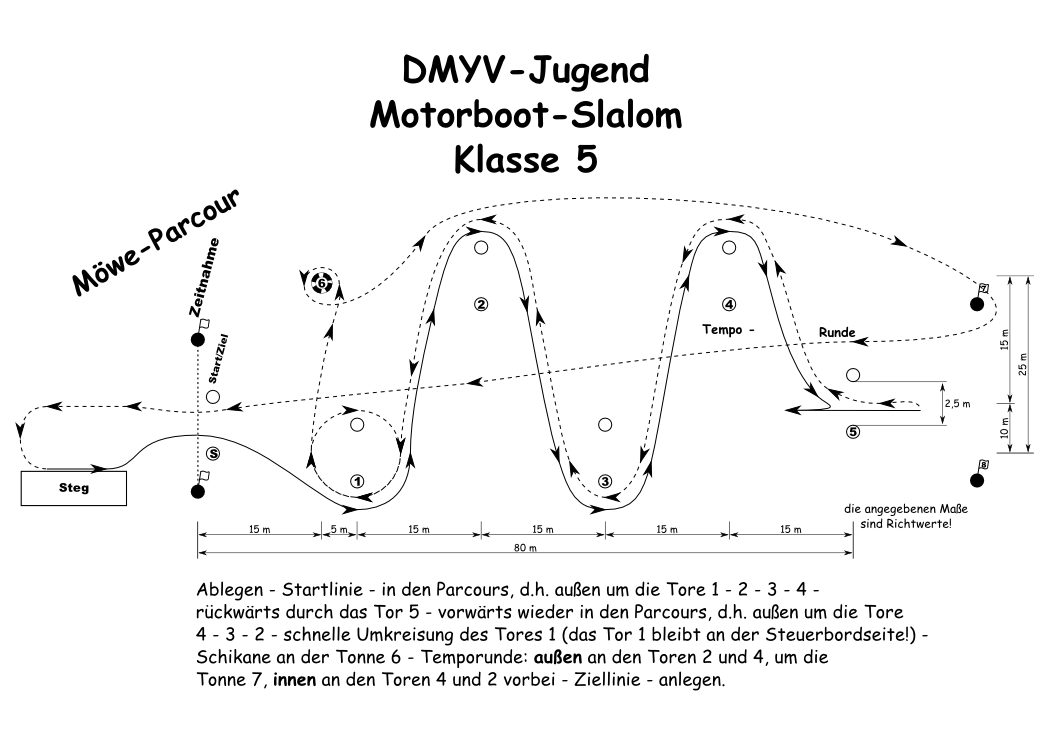 DMYV-Jugend
Motorboot-Slalom
Klasse 5
Möwe-Parcour
Zeitnahme
Start/Ziel
6
2
4
7
Tempo -
Runde
15 m
25 m
2,5 m
10 m
S
1
3
5
8
Steg
die angegebenen Maße
sind Richtwerte!
15 m
5 m
15 m
15 m
15 m
15 m
80 m
Ablegen - Startlinie - in den Parcours, d.h. außen um die Tore 1 - 2 - 3 - 4 -
rückwärts durch das Tor 5 - vorwärts wieder in den Parcours, d.h. außen um die Tore
4 - 3 - 2 - schnelle Umkreisung des Tores 1 (das Tor 1 bleibt an der Steuerbordseite!) -
Schikane an der Tonne 6 - Temporunde: außen an den Toren 2 und 4, um die
Tonne 7, innen an den Toren 4 und 2 vorbei - Ziellinie - anlegen.